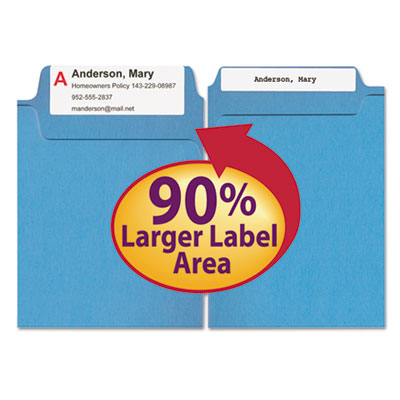 A
Anderson, Mary
Homeowners Policy 143-229-08987
952-555-2837
manderson@mail.net
Anderson, Mary
90%
Larger Label
Area